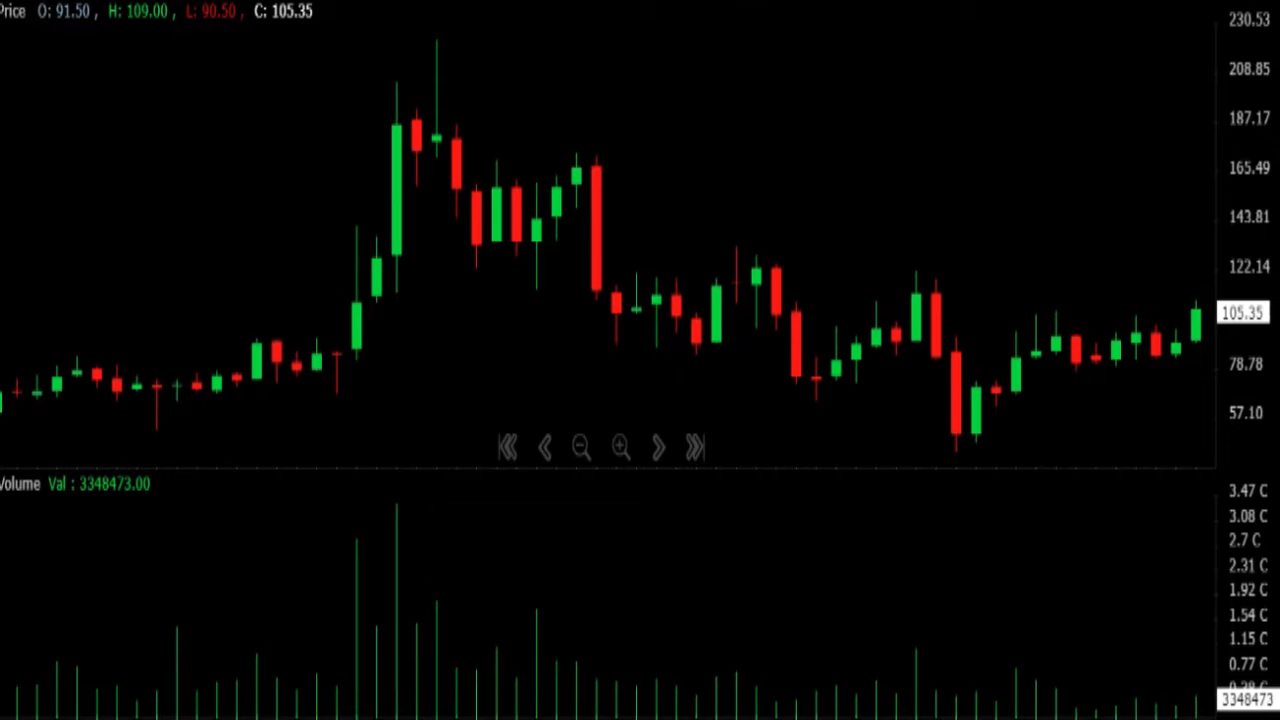 Price O: 91.50 , H: 109.00 , L: 90.50 , C: 105.35
230.53
208.85
187.17
165.49
143.81
122.14
105.35
78.78
57.10
Volume Val : 3348473.00
3.47 C
3.08 C
2.7 C
2.31 C
1.92 C
1.54 C
1.15 C
0.77 C
3348473